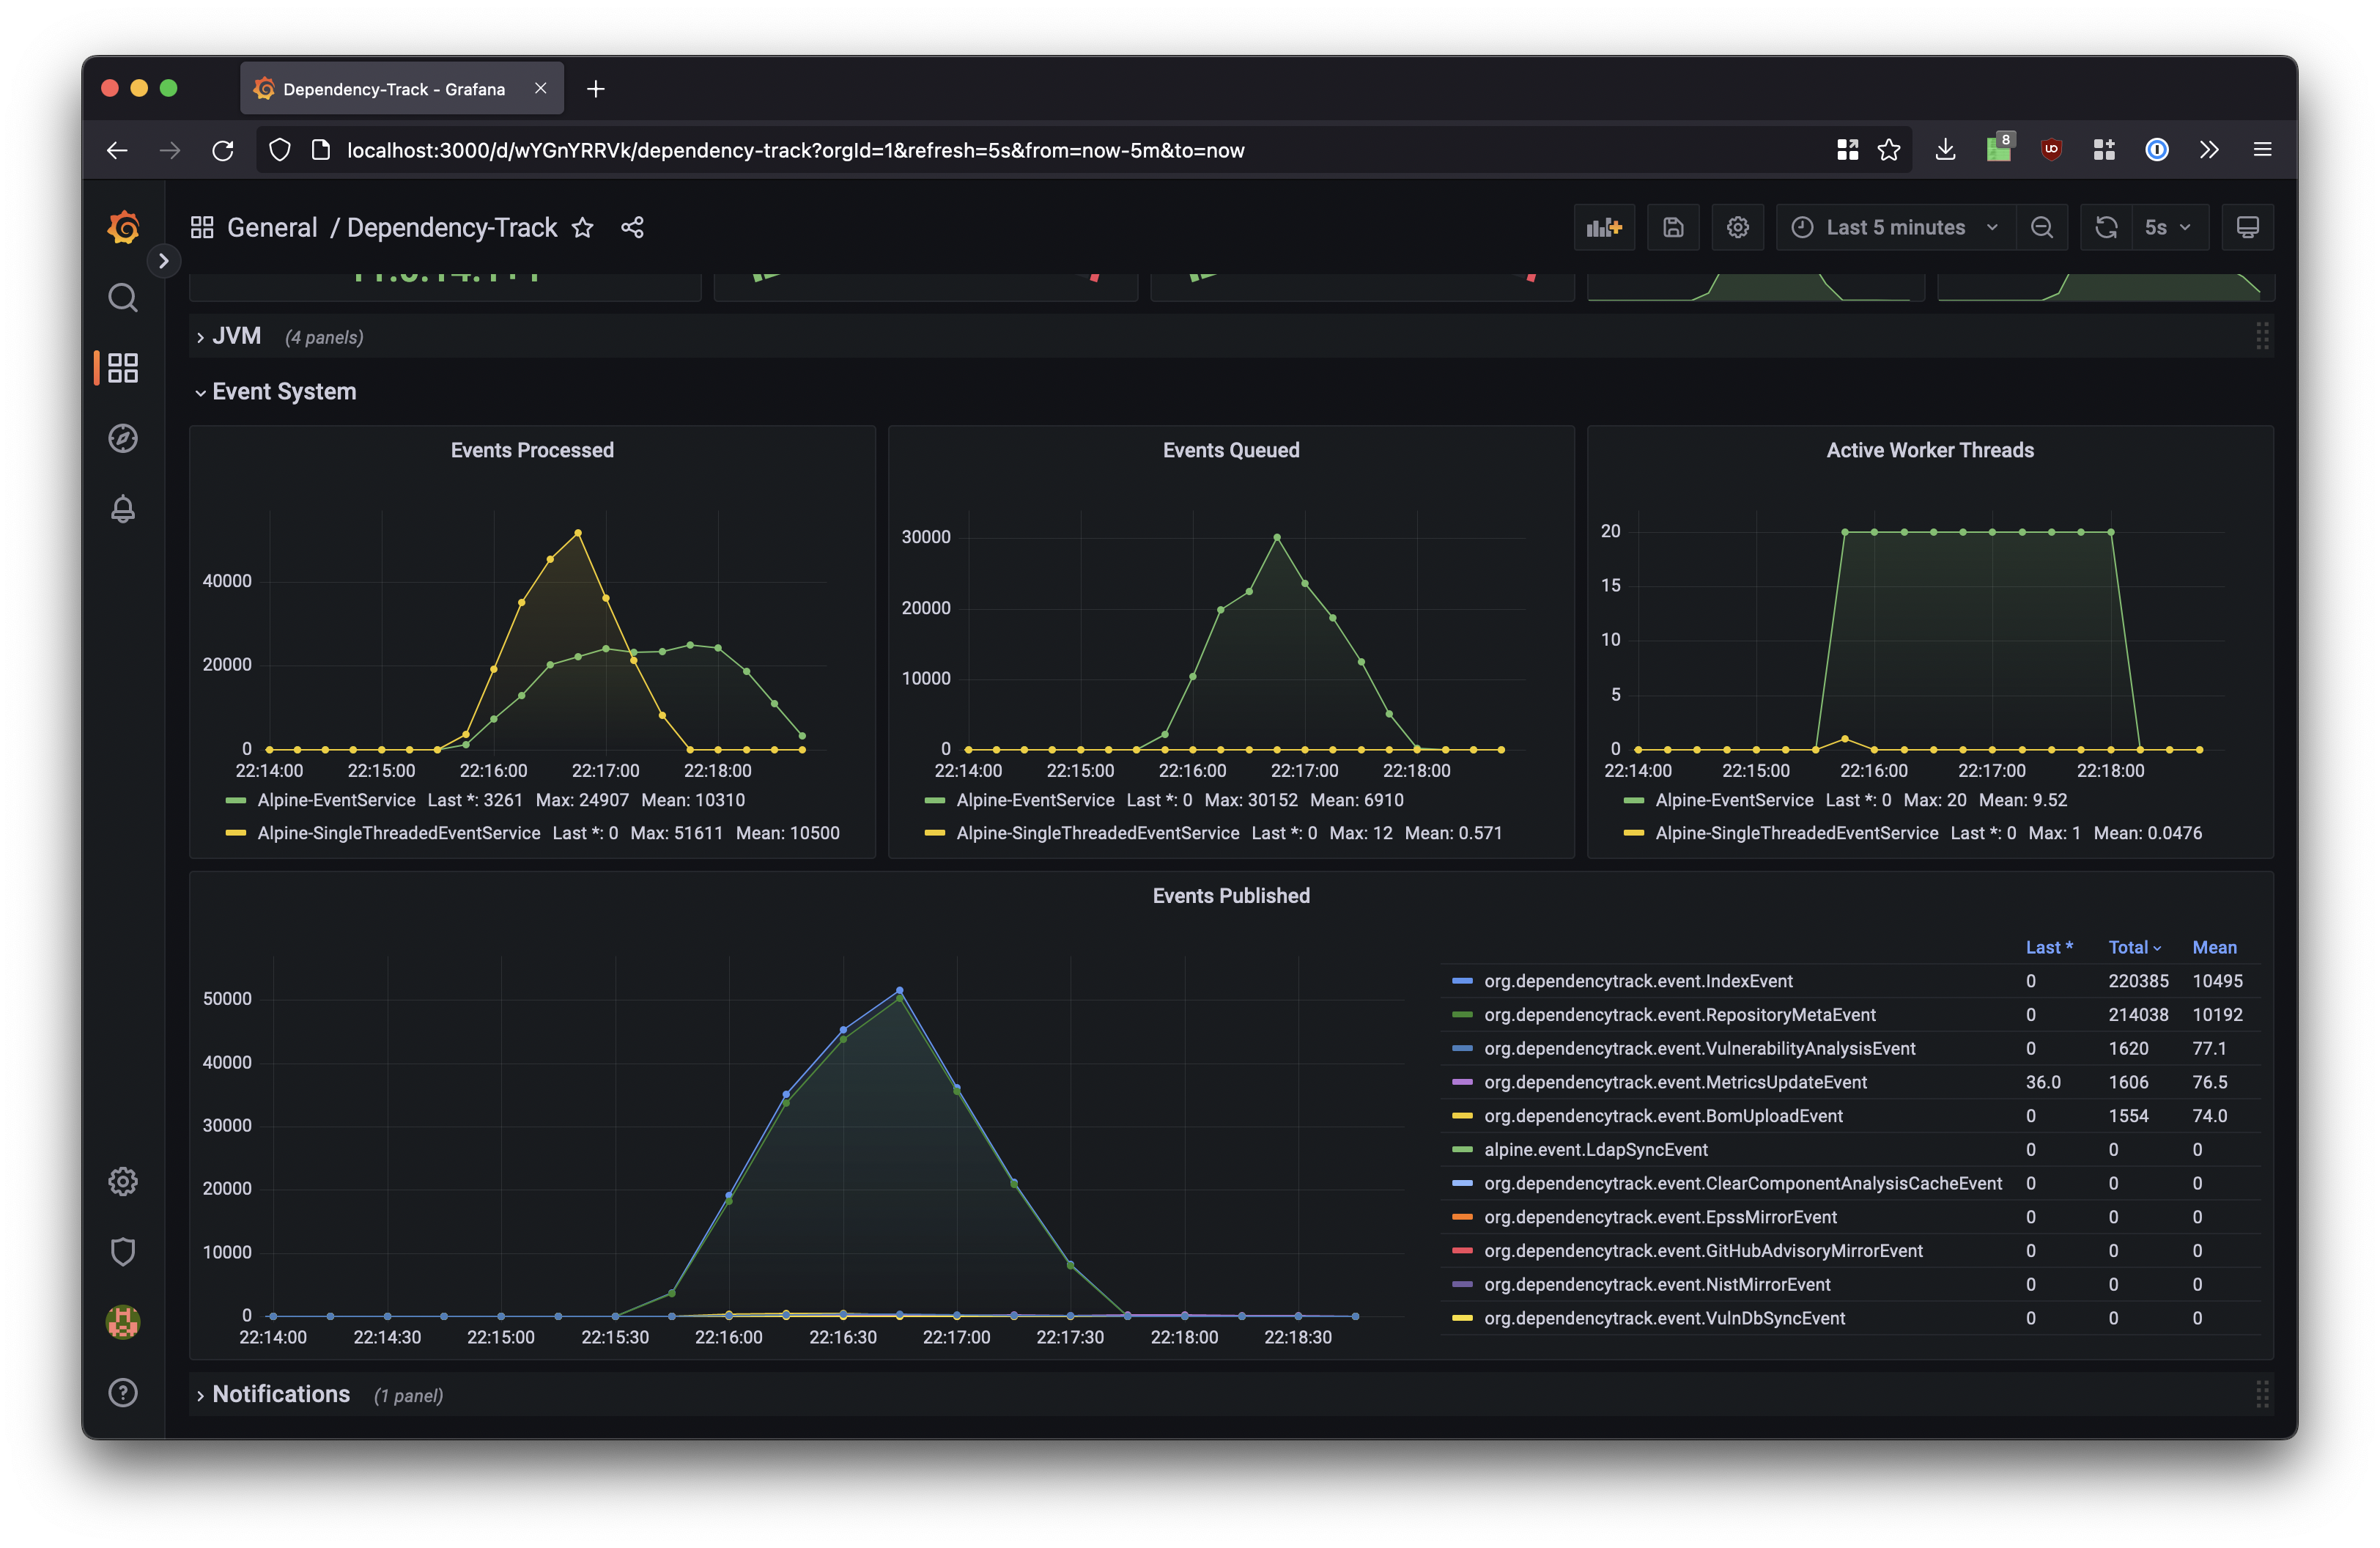 Dependency-Track - Grafana
localhost:3000/d/wYGnYRRVk/dependency-track?orgId=1&refresh=5s&from=now-5m&to=now
8
General / Dependency-Track
Last 5 minutes
5s
JVM (4 panels)
Event System
Events Processed
40000
20000
0
22:14:00 22:15:00 22:16:00 22:17:00 22:18:00
Alpine-EventService Last *: 3261 Max: 24907 Mean: 10310
Alpine-SingleThreadedEventService Last *: 0 Max: 51611 Mean: 10500
Events Queued
30000
20000
10000
0
22:14:00 22:15:00 22:16:00 22:17:00 22:18:00
Alpine-EventService Last *: 0 Max: 30152 Mean: 6910
Alpine-SingleThreadedEventService Last *: 0 Max: 12 Mean: 0.571
Active Worker Threads
20
15
10
5
0
22:14:00 22:15:00 22:16:00 22:17:00 22:18:00
Alpine-EventService Last *: 0 Max: 20 Mean: 9.52
Alpine-SingleThreadedEventService Last *: 0 Max: 1 Mean: 0.0476
Events Published
50000
40000
30000
20000
10000
0
22:14:00 22:14:30 22:15:00 22:15:30 22:16:00 22:16:30 22:17:00 22:17:30 22:18:00 22:18:30
Last * Total Mean
org.dependencytrack.event.IndexEvent 0 220385 10495
org.dependencytrack.event.RepositoryMetaEvent 0 214038 10192
org.dependencytrack.event.VulnerabilityAnalysisEvent 0 1620 77.1
org.dependencytrack.event.MetricsUpdateEvent 36.0 1606 76.5
org.dependencytrack.event.BomUploadEvent 0 1554 74.0
alpine.event.LdapSyncEvent 0 0 0
org.dependencytrack.event.ClearComponentAnalysisCacheEvent 0 0 0
org.dependencytrack.event.EpssMirrorEvent 0 0 0
org.dependencytrack.event.GitHubAdvisoryMirrorEvent 0 0 0
org.dependencytrack.event.NistMirrorEvent 0 0 0
org.dependencytrack.event.VulnDbSyncEvent 0 0 0
Notifications (1 panel)